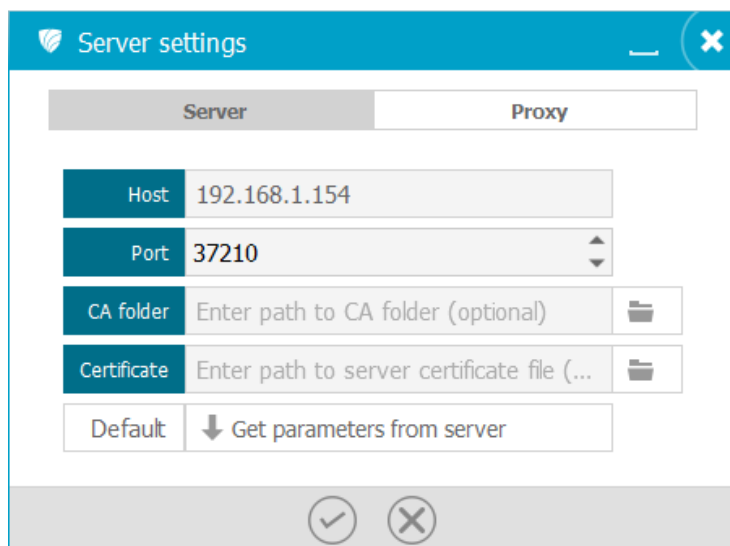 Server settings
Server Proxy
Host 192.168.1.154
Port 37210
CA folder Enter path to CA folder (optional)
Certificate Enter path to server certificate file (...
Default Get parameters from server